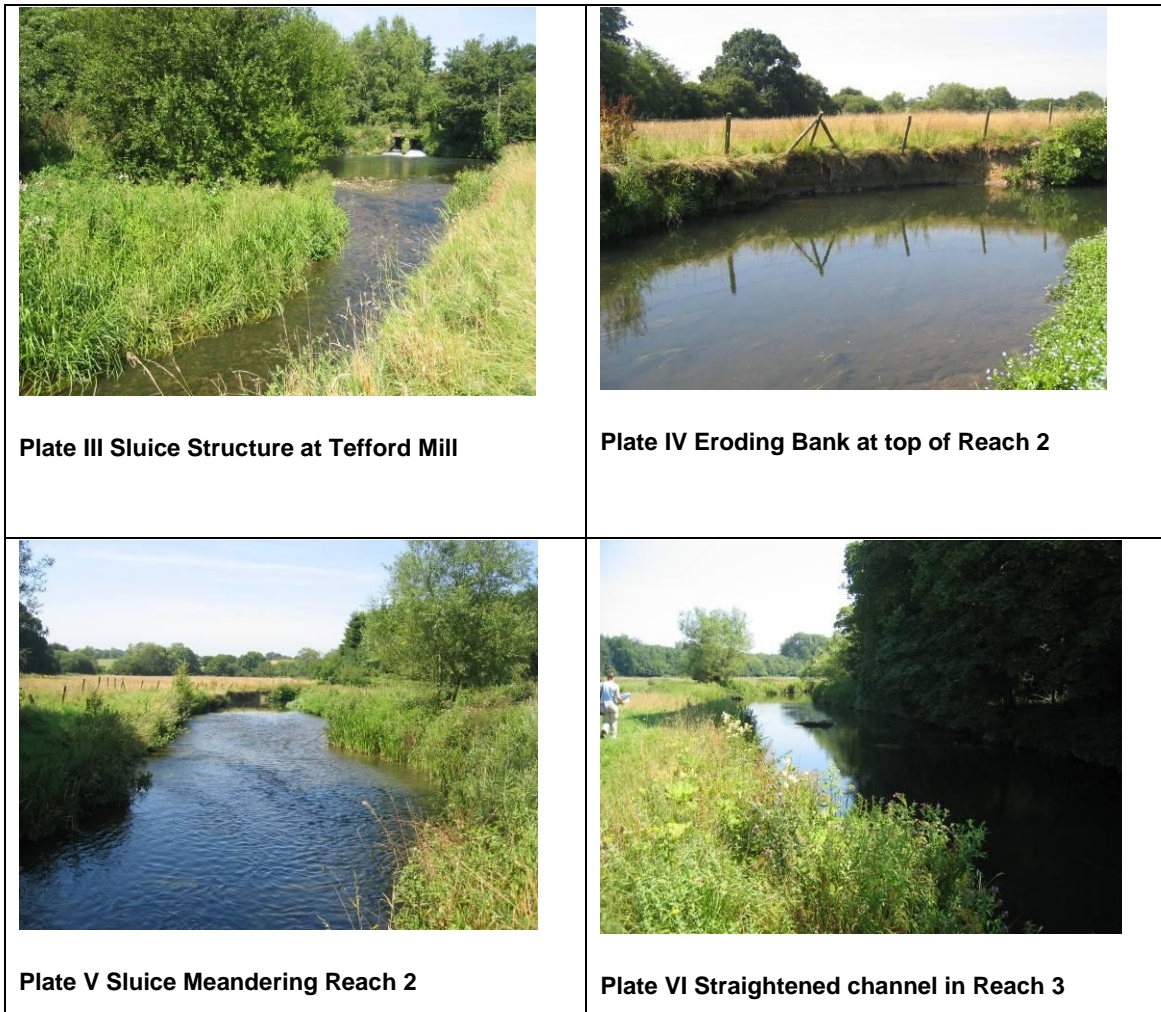 Plate III Sluice Structure at Tefford Mill
Plate IV Eroding Bank at top of Reach 2
Plate V Sluice Meandering Reach 2
Plate VI Straightened channel in Reach 3